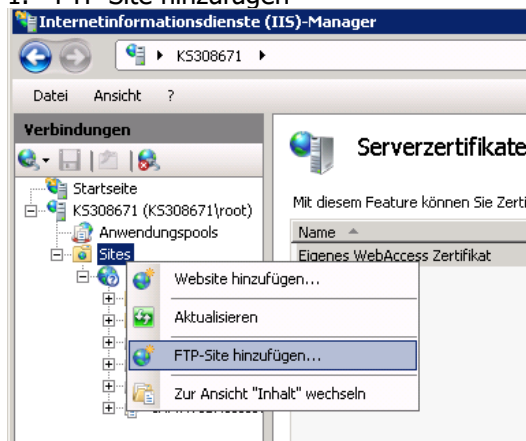 1. FTP-Site hinzufügen
Internetinformationsdienste (IIS)-Manager
KS308671
Datei Ansicht ?
Verbindungen
Startseite
KS308671 (KS308671\root)
Anwendungspools
Sites
Website hinzufügen...
Aktualisieren
FTP-Site hinzufügen...
Zur Ansicht "Inhalt" wechseln
Serverzertifikate
Mit diesem Feature können Sie Zerti
Name
Eigenes WebAccess Zertifikat